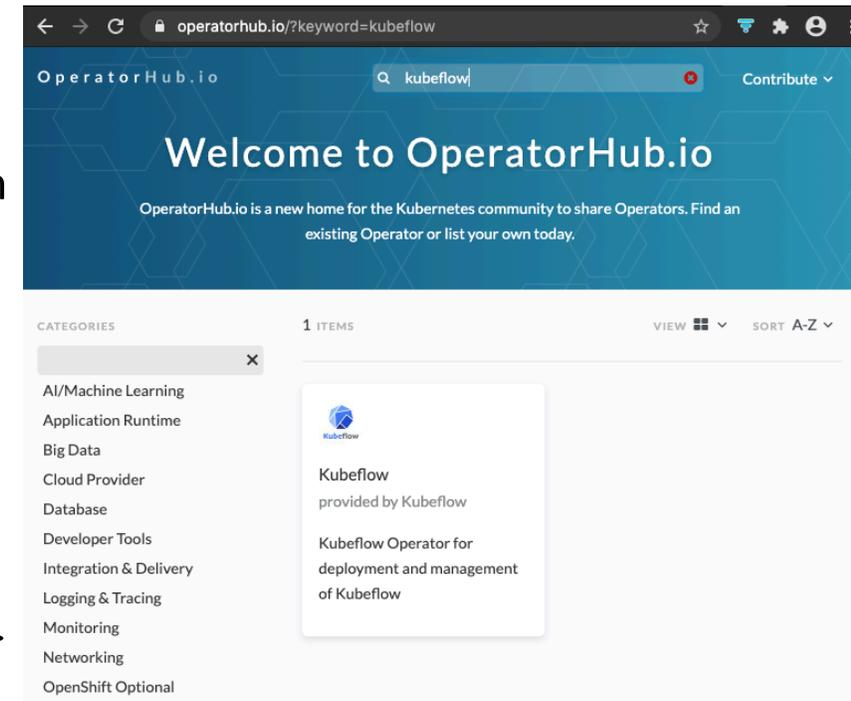 operatorhub.io/?keyword=kubeflow
OperatorHub.io
kubeflow
Contribute
Welcome to OperatorHub.io
OperatorHub.io is a new home for the Kubernetes community to share Operators. Find an
existing Operator or list your own today.
CATEGORIES
1 ITEMS
VIEW
SORT A-Z
AI/Machine Learning
Application Runtime
Big Data
Cloud Provider
Database
Developer Tools
Integration & Delivery
Logging & Tracing
Monitoring
Networking
OpenShift Optional
Kubeflow
Kubeflow
provided by Kubeflow
Kubeflow Operator for
deployment and management
of Kubeflow